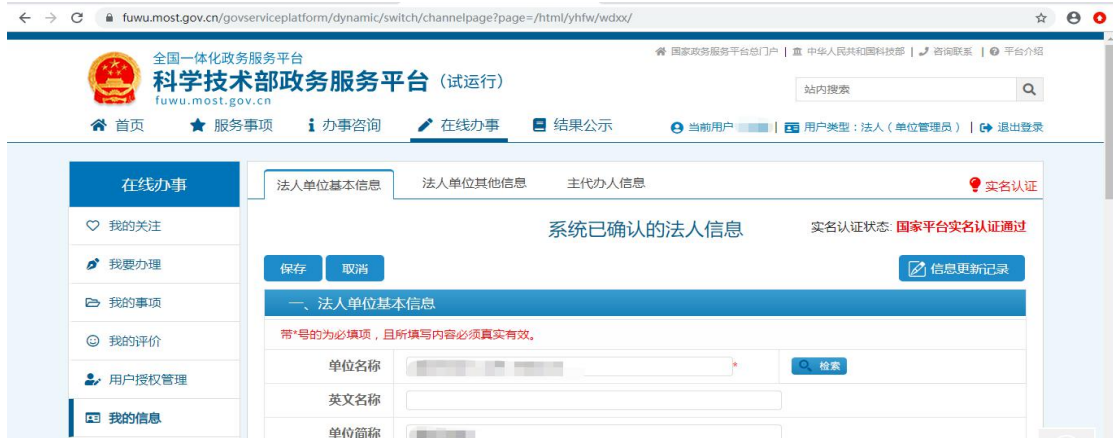 fuwu.most.gov.cn/govserviceplatform/dynamic/switch/channelpage?page=/html/yhfw/wdxx/
全国一体化政务服务平台
国家政务服务平台总门户 | 中华人民共和国科技部 | 咨询联系 | 平台介绍
科学技术部政务服务平台（试运行）
fuwu.most.gov.cn
站内搜索
首页 服务事项 办事咨询 在线办事 结果公示 当前用户 | 用户类型：法人（单位管理员） | 退出登录
在线办事
法人单位基本信息 法人单位其他信息 主代办人信息 实名认证
我的关注
系统已确认的法人信息 实名认证状态: 国家平台实名认证通过
我要办理
保存 取消 信息更新记录
我的事项
一、法人单位基本信息
我的评价
带*号的为必填项，且所填写内容必须真实有效。
单位名称 * 检索
用户授权管理
英文名称
我的信息
单位简称